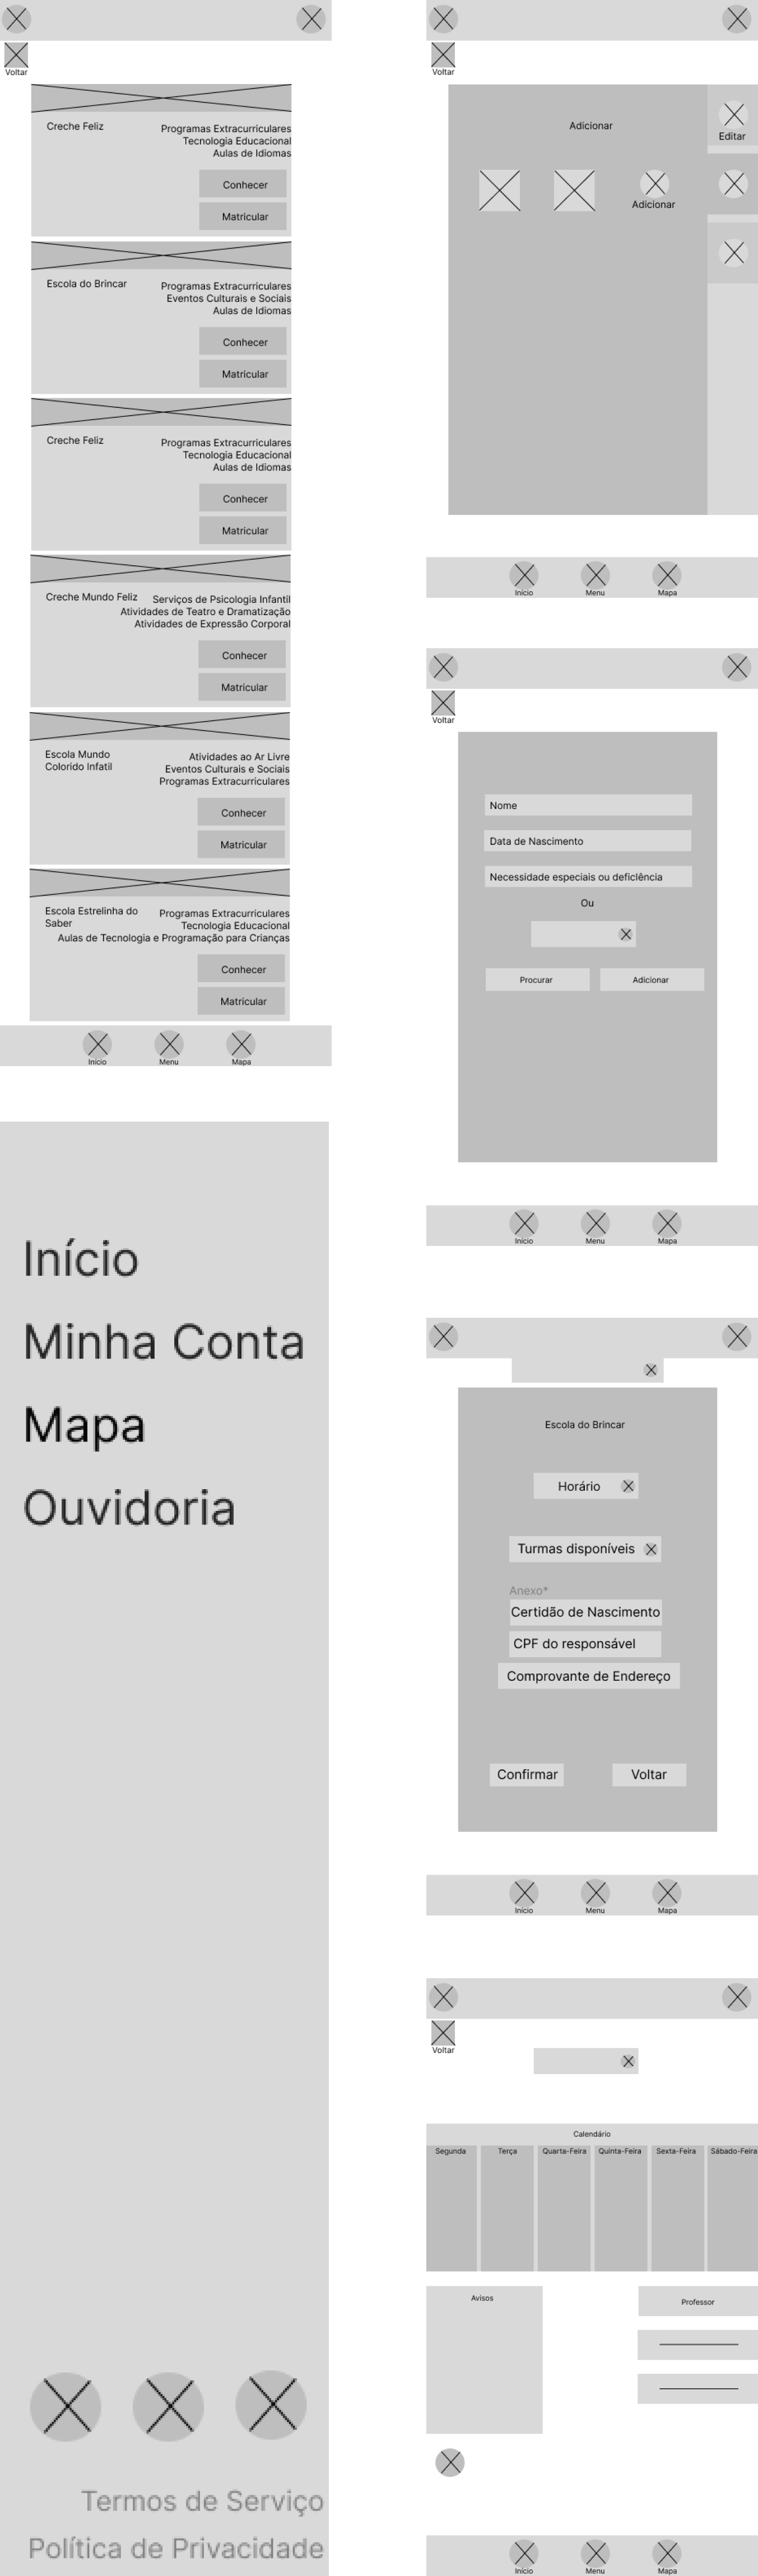 Voltar
Creche Feliz
Programas Extracurriculares
Tecnologia Educacional
Aulas de Idiomas
Conhecer
Matricular
Escola do Brincar
Programas Extracurriculares
Eventos Culturais e Sociais
Aulas de Idiomas
Conhecer
Matricular
Creche Feliz
Programas Extracurriculares
Tecnologia Educacional
Aulas de Idiomas
Conhecer
Matricular
Creche Mundo Feliz
Serviços de Psicologia Infantil
Atividades de Teatro e Dramatização
Atividades de Expressão Corporal
Conhecer
Matricular
Escola Mundo
Colorido Infatil
Atividades ao Ar Livre
Eventos Culturais e Sociais
Programas Extracurriculares
Conhecer
Matricular
Escola Estrelinha do
Saber
Programas Extracurriculares
Tecnologia Educacional
Aulas de Tecnologia e Programação para Crianças
Conhecer
Matricular
Início
Menu
Mapa
Início
Minha Conta
Mapa
Ouvidoria
Termos de Serviço
Política de Privacidade
Voltar
Adicionar
Editar
Adicionar
Início
Menu
Mapa
Voltar
Nome
Data de Nascimento
Necessidade especiais ou deficlência
Ou
Procurar
Adicionar
Início
Menu
Mapa
Escola do Brincar
Horário
Turmas disponíveis
Anexo*
Certidão de Nascimento
CPF do responsável
Comprovante de Endereço
Confirmar
Voltar
Início
Menu
Mapa
Voltar
Calendário
Segunda
Terça
Quarta-Feira
Quinta-Feira
Sexta-Feira
Sábado-Feira
Avisos
Professor
Início
Menu
Mapa